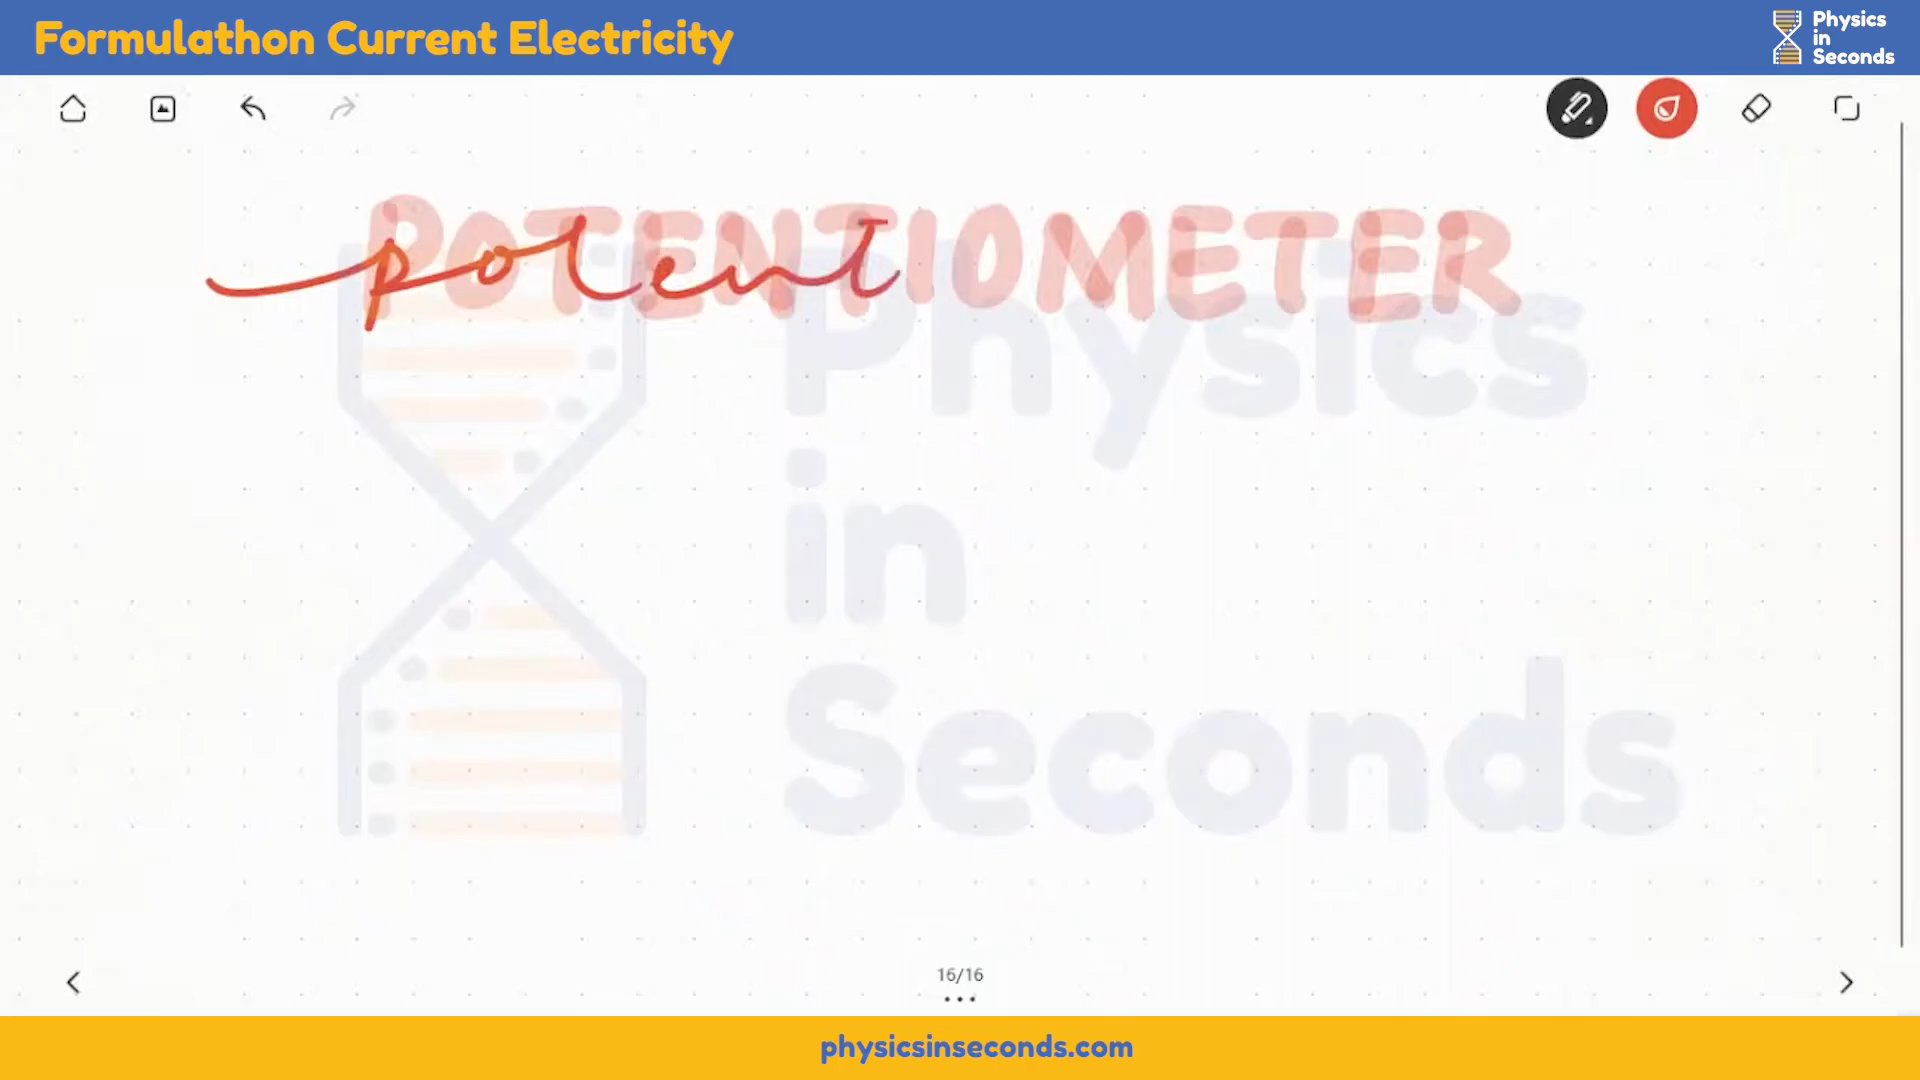 Formulathon Current Electricity
Physics
in
Seconds
POTENTIOMETER
potent
Physics
in
Seconds
16/16
physicsinseconds.com